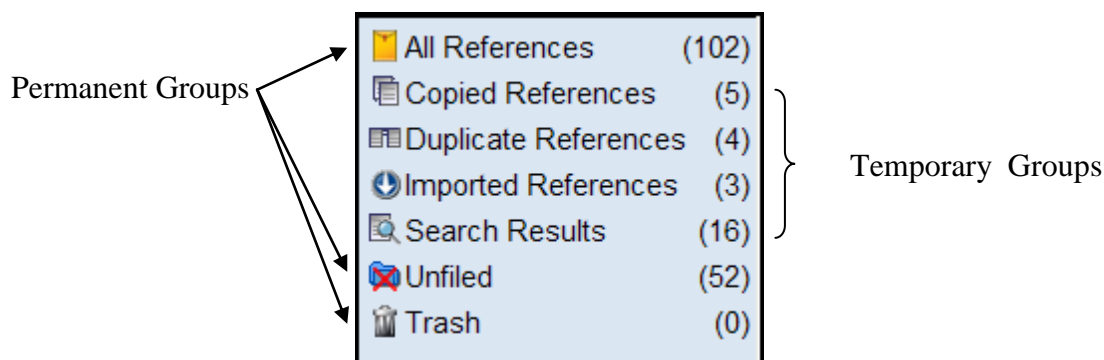 All References (102)
Permanent Groups
Copied References (5)
Duplicate References (4)
Temporary Groups
Imported References (3)
Search Results (16)
Unfiled (52)
Trash (0)